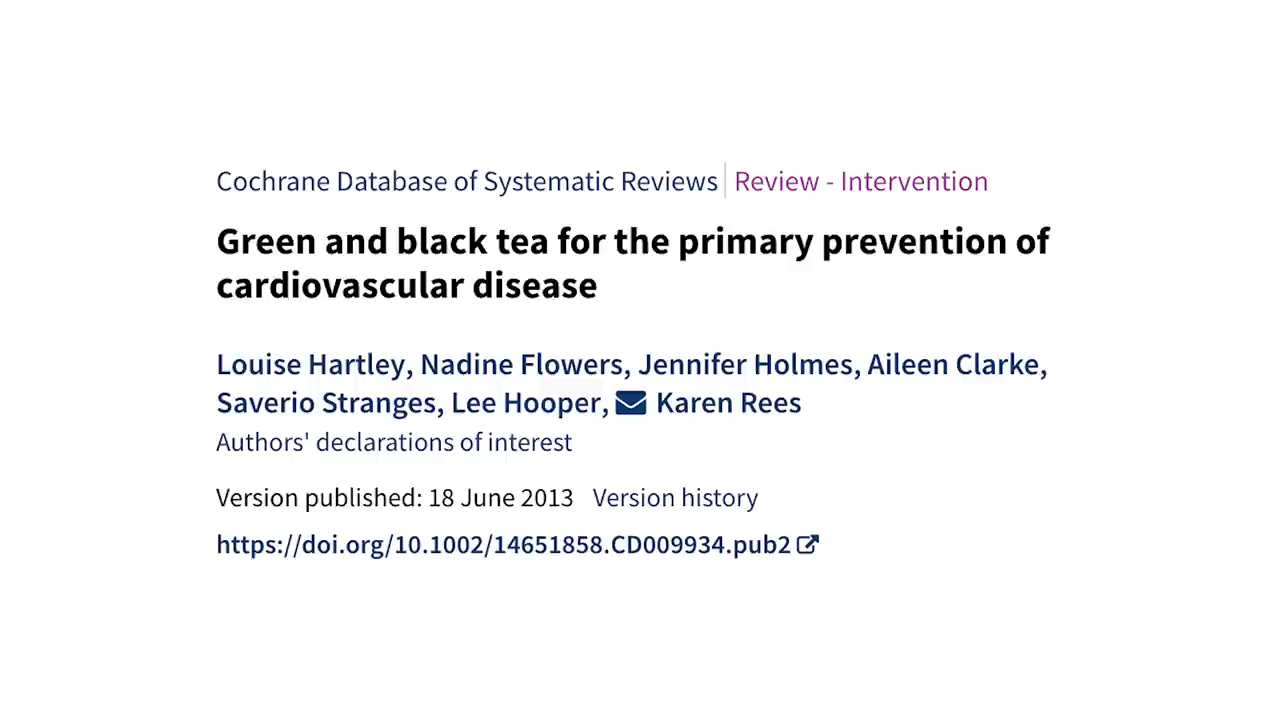 Cochrane Database of Systematic Reviews Review - Intervention
Green and black tea for the primary prevention of
cardiovascular disease
Louise Hartley, Nadine Flowers, Jennifer Holmes, Aileen Clarke,
Saverio Stranges, Lee Hooper, Karen Rees
Authors' declarations of interest
Version published: 18 June 2013 Version history
https://doi.org/10.1002/14651858.CD009934.pub2